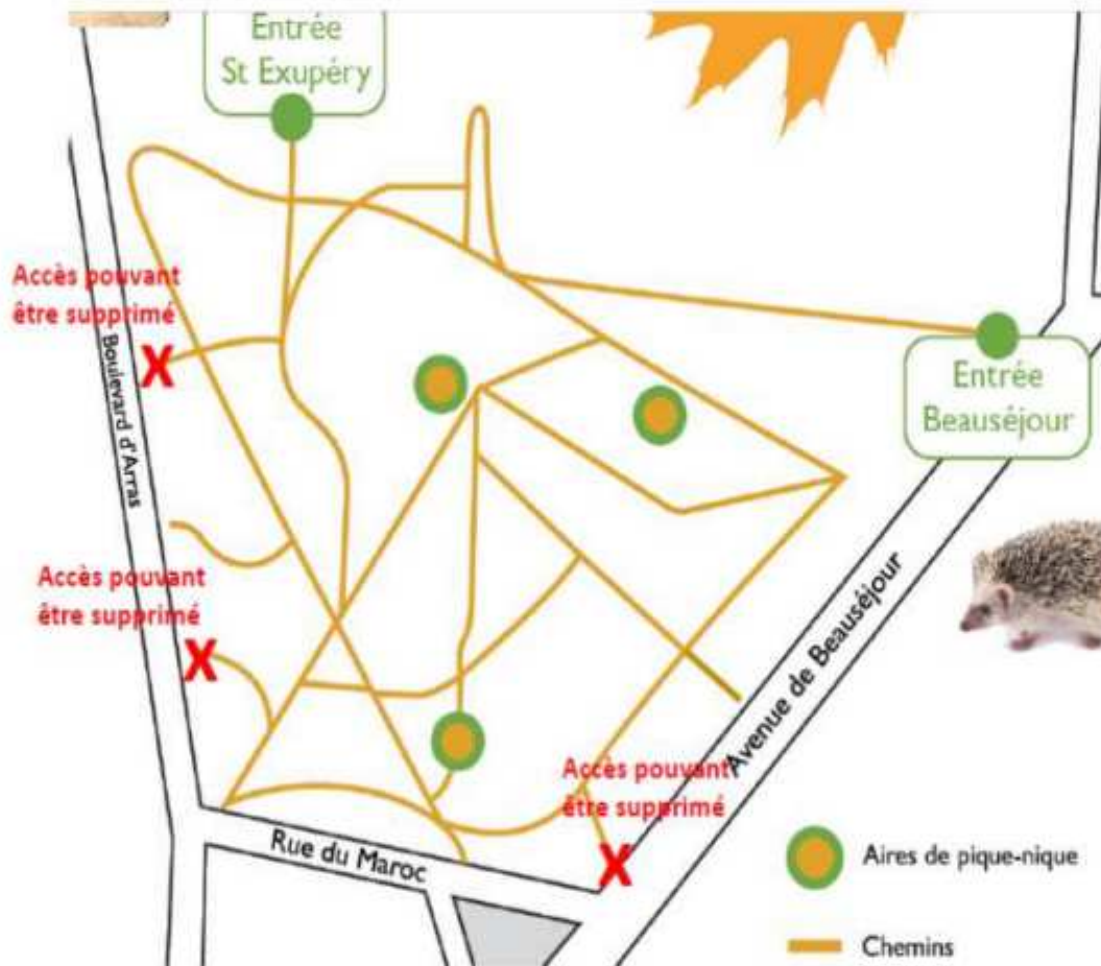 Entrée
St Exupéry
Accès pouvant
être supprimé
Boulevard d'Arras
Entrée
Beauséjour
Accès pouvant
être supprimé
Avenue de Beauséjour
Accès pouvant
être supprimé
Rue du Maroc
Aires de pique-nique
Chemins